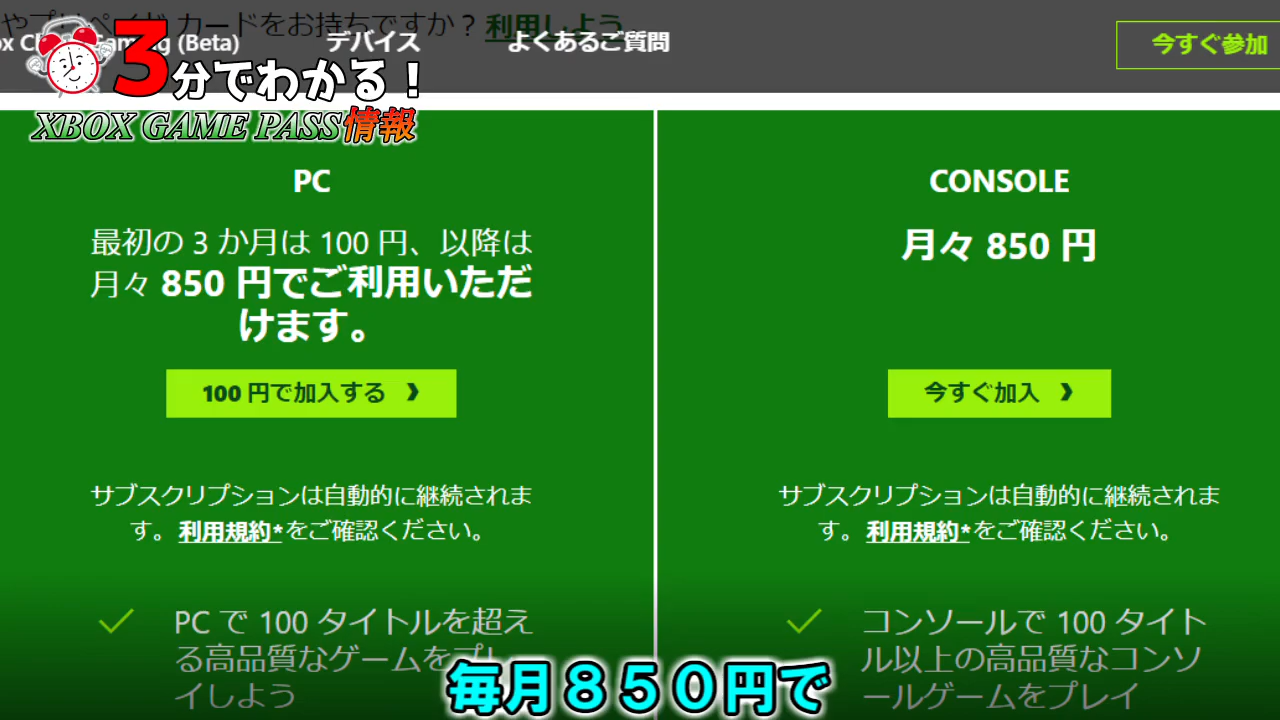 カードをお持ちですか？ 利用しよう
(Beta)
デバイス
よくあるご質問
今すぐ参加
3分でわかる！
XBOX GAME PASS情報
PC
最初の 3 か月は 100 円、以降は
月々 850 円でご利用いただ
けます。
100 円で加入する ❯
サブスクリプションは自動的に継続されま
す。利用規約*をご確認ください。
PC で 100 タイトルを超え
る高品質なゲームをプレ
イしよう
CONSOLE
月々 850 円
今すぐ加入 ❯
サブスクリプションは自動的に継続されま
す。利用規約*をご確認ください。
コンソールで 100 タイト
ル以上の高品質なコンソ
ールゲームをプレイ
毎月８５０円で